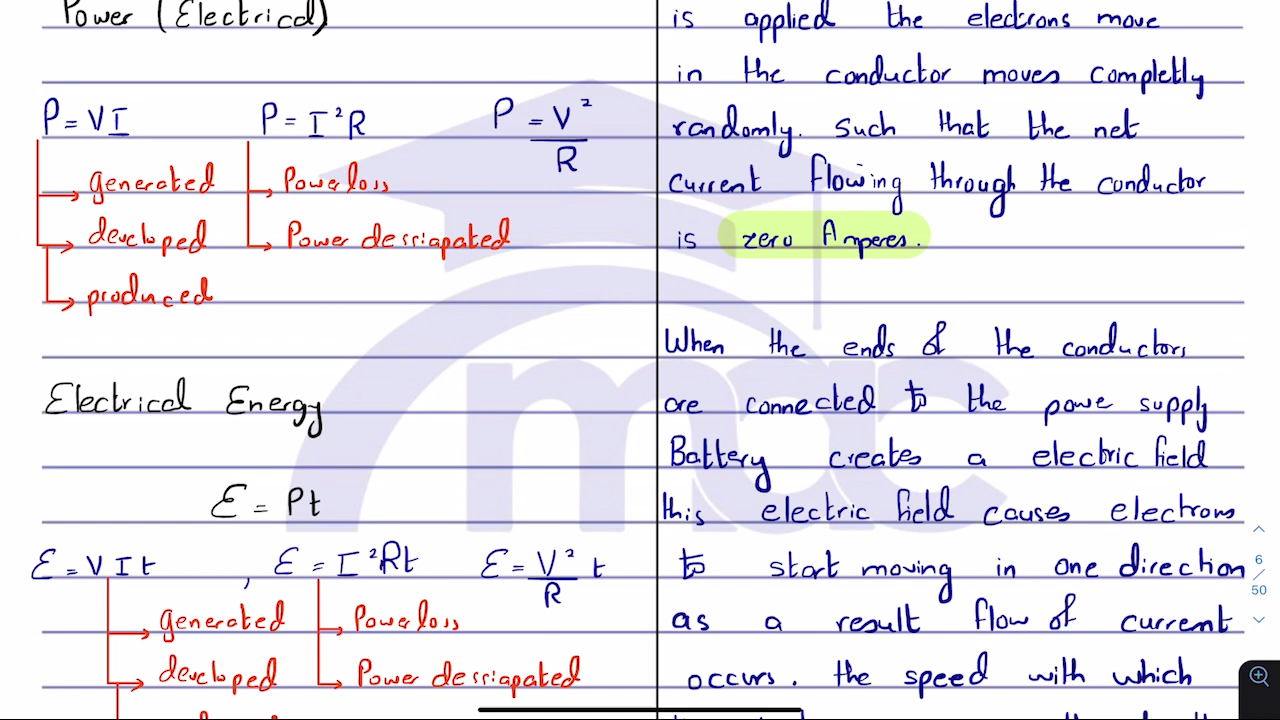 Power (Electrical)
P = VI
P = I²R
P = V²/R
generated
Power loss
developed
Power dessiapated
produced
Electrical Energy
Ɛ = Pt
Ɛ = VIt , Ɛ = I²Rt
Ɛ = V²/R t
generated
Power loss
developed
Power dessiapated
is applied the electrons move
in the conductor moves completly
randomly. Such that the net
current flowing through the conductor
is zero Amperes.
When the ends of the conductors
are connected to the powe supply
Battery creates a electric field
this electric field causes electrons
to start moving in one direction
as a result flow of current
occurs. the speed with which
mac
6
/
50